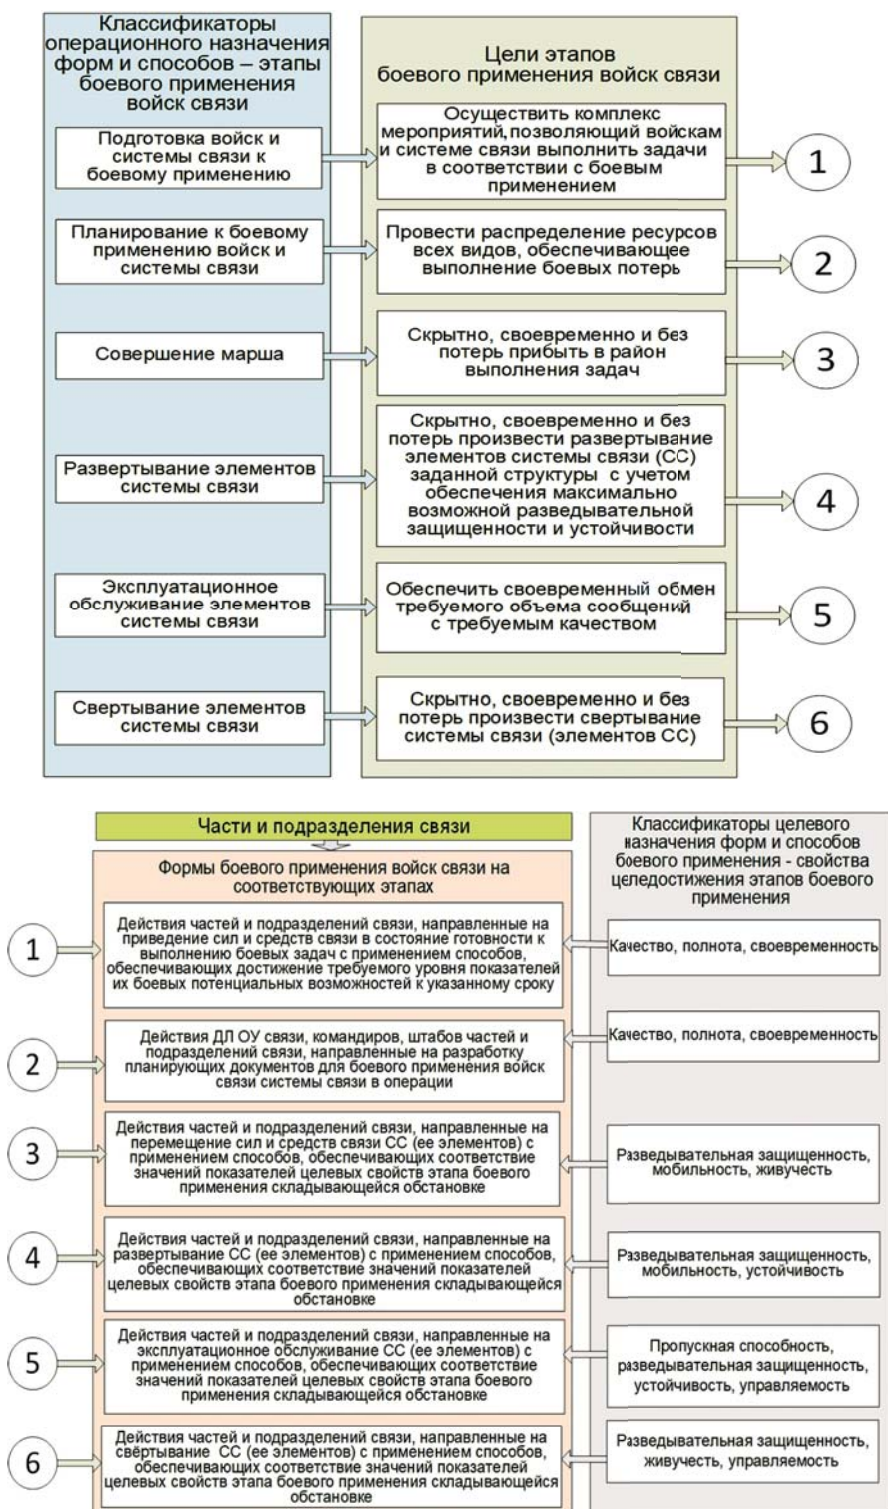 Классификаторы
операционного назначения
форм и способов – этапы
боевого применения
войск связи
Цели этапов
боевого применения войск связи
Подготовка войск и
системы связи к
боевому применению
Осуществить комплекс
мероприятий, позволяющий войскам
и системе связи выполнить задачи
в соответствии с боевым
применением
1
Планирование к боевому
применению войск и
системы связи
Провести распределение ресурсов
всех видов, обеспечивающее
выполнение боевых потерь
2
Совершение марша
Скрытно, своевременно и без
потерь прибыть в район
выполнения задач
3
Развертывание элементов
системы связи
Скрытно, своевременно и без
потерь произвести развертывание
элементов системы связи (СС)
заданной структуры с учетом
обеспечения максимально
возможной разведывательной
защищенности и устойчивости
4
Эксплуатационное
обслуживание элементов
системы связи
Обеспечить своевременный обмен
требуемого объема сообщений
с требуемым качеством
5
Свертывание элементов
системы связи
Скрытно, своевременно и без
потерь произвести свертывание
системы связи (элементов СС)
6
Части и подразделения связи
Формы боевого применения войск связи на
соответствующих этапах
Классификаторы целевого
назначения форм и способов
боевого применения - свойства
целедостижения этапов боевого
применения
1
Действия частей и подразделений связи, направленные на
приведение сил и средств связи в состояние готовности к
выполнению боевых задач с применением способов,
обеспечивающих достижение требуемого уровня показателей
их боевых потенциальных возможностей к указанному сроку
Качество, полнота, своевременность
2
Действия ДЛ ОУ связи, командиров, штабов частей и
подразделений связи, направленные на разработку
планирующих документов для боевого применения войск
связи системы связи в операции
Качество, полнота, своевременность
3
Действия частей и подразделений связи, направленные на
перемещение сил и средств связи СС (ее элементов) с
применением способов, обеспечивающих соответствие
значений показателей целевых свойств этапа боевого
применения складывающейся обстановке
Разведывательная защищенность,
мобильность, живучесть
4
Действия частей и подразделений связи, направленные на
развертывание СС (ее элементов) с применением способов,
обеспечивающих соответствие значений показателей
целевых свойств этапа боевого применения складывающейся
обстановке
Разведывательная защищенность,
мобильность, устойчивость
5
Действия частей и подразделений связи, направленные на
эксплуатационное обслуживание СС (ее элементов) с
применением способов, обеспечивающих соответствие
значений показателей целевых свойств этапа боевого
применения складывающейся обстановке
Пропускная способность,
разведывательная защищенность,
устойчивость, управляемость
6
Действия частей и подразделений связи, направленные на
свёртывание СС (ее элементов) с применением способов,
обеспечивающих соответствие значений показателей
целевых свойств этапа боевого применения складывающейся
обстановке
Разведывательная защищенность,
живучесть, управляемость